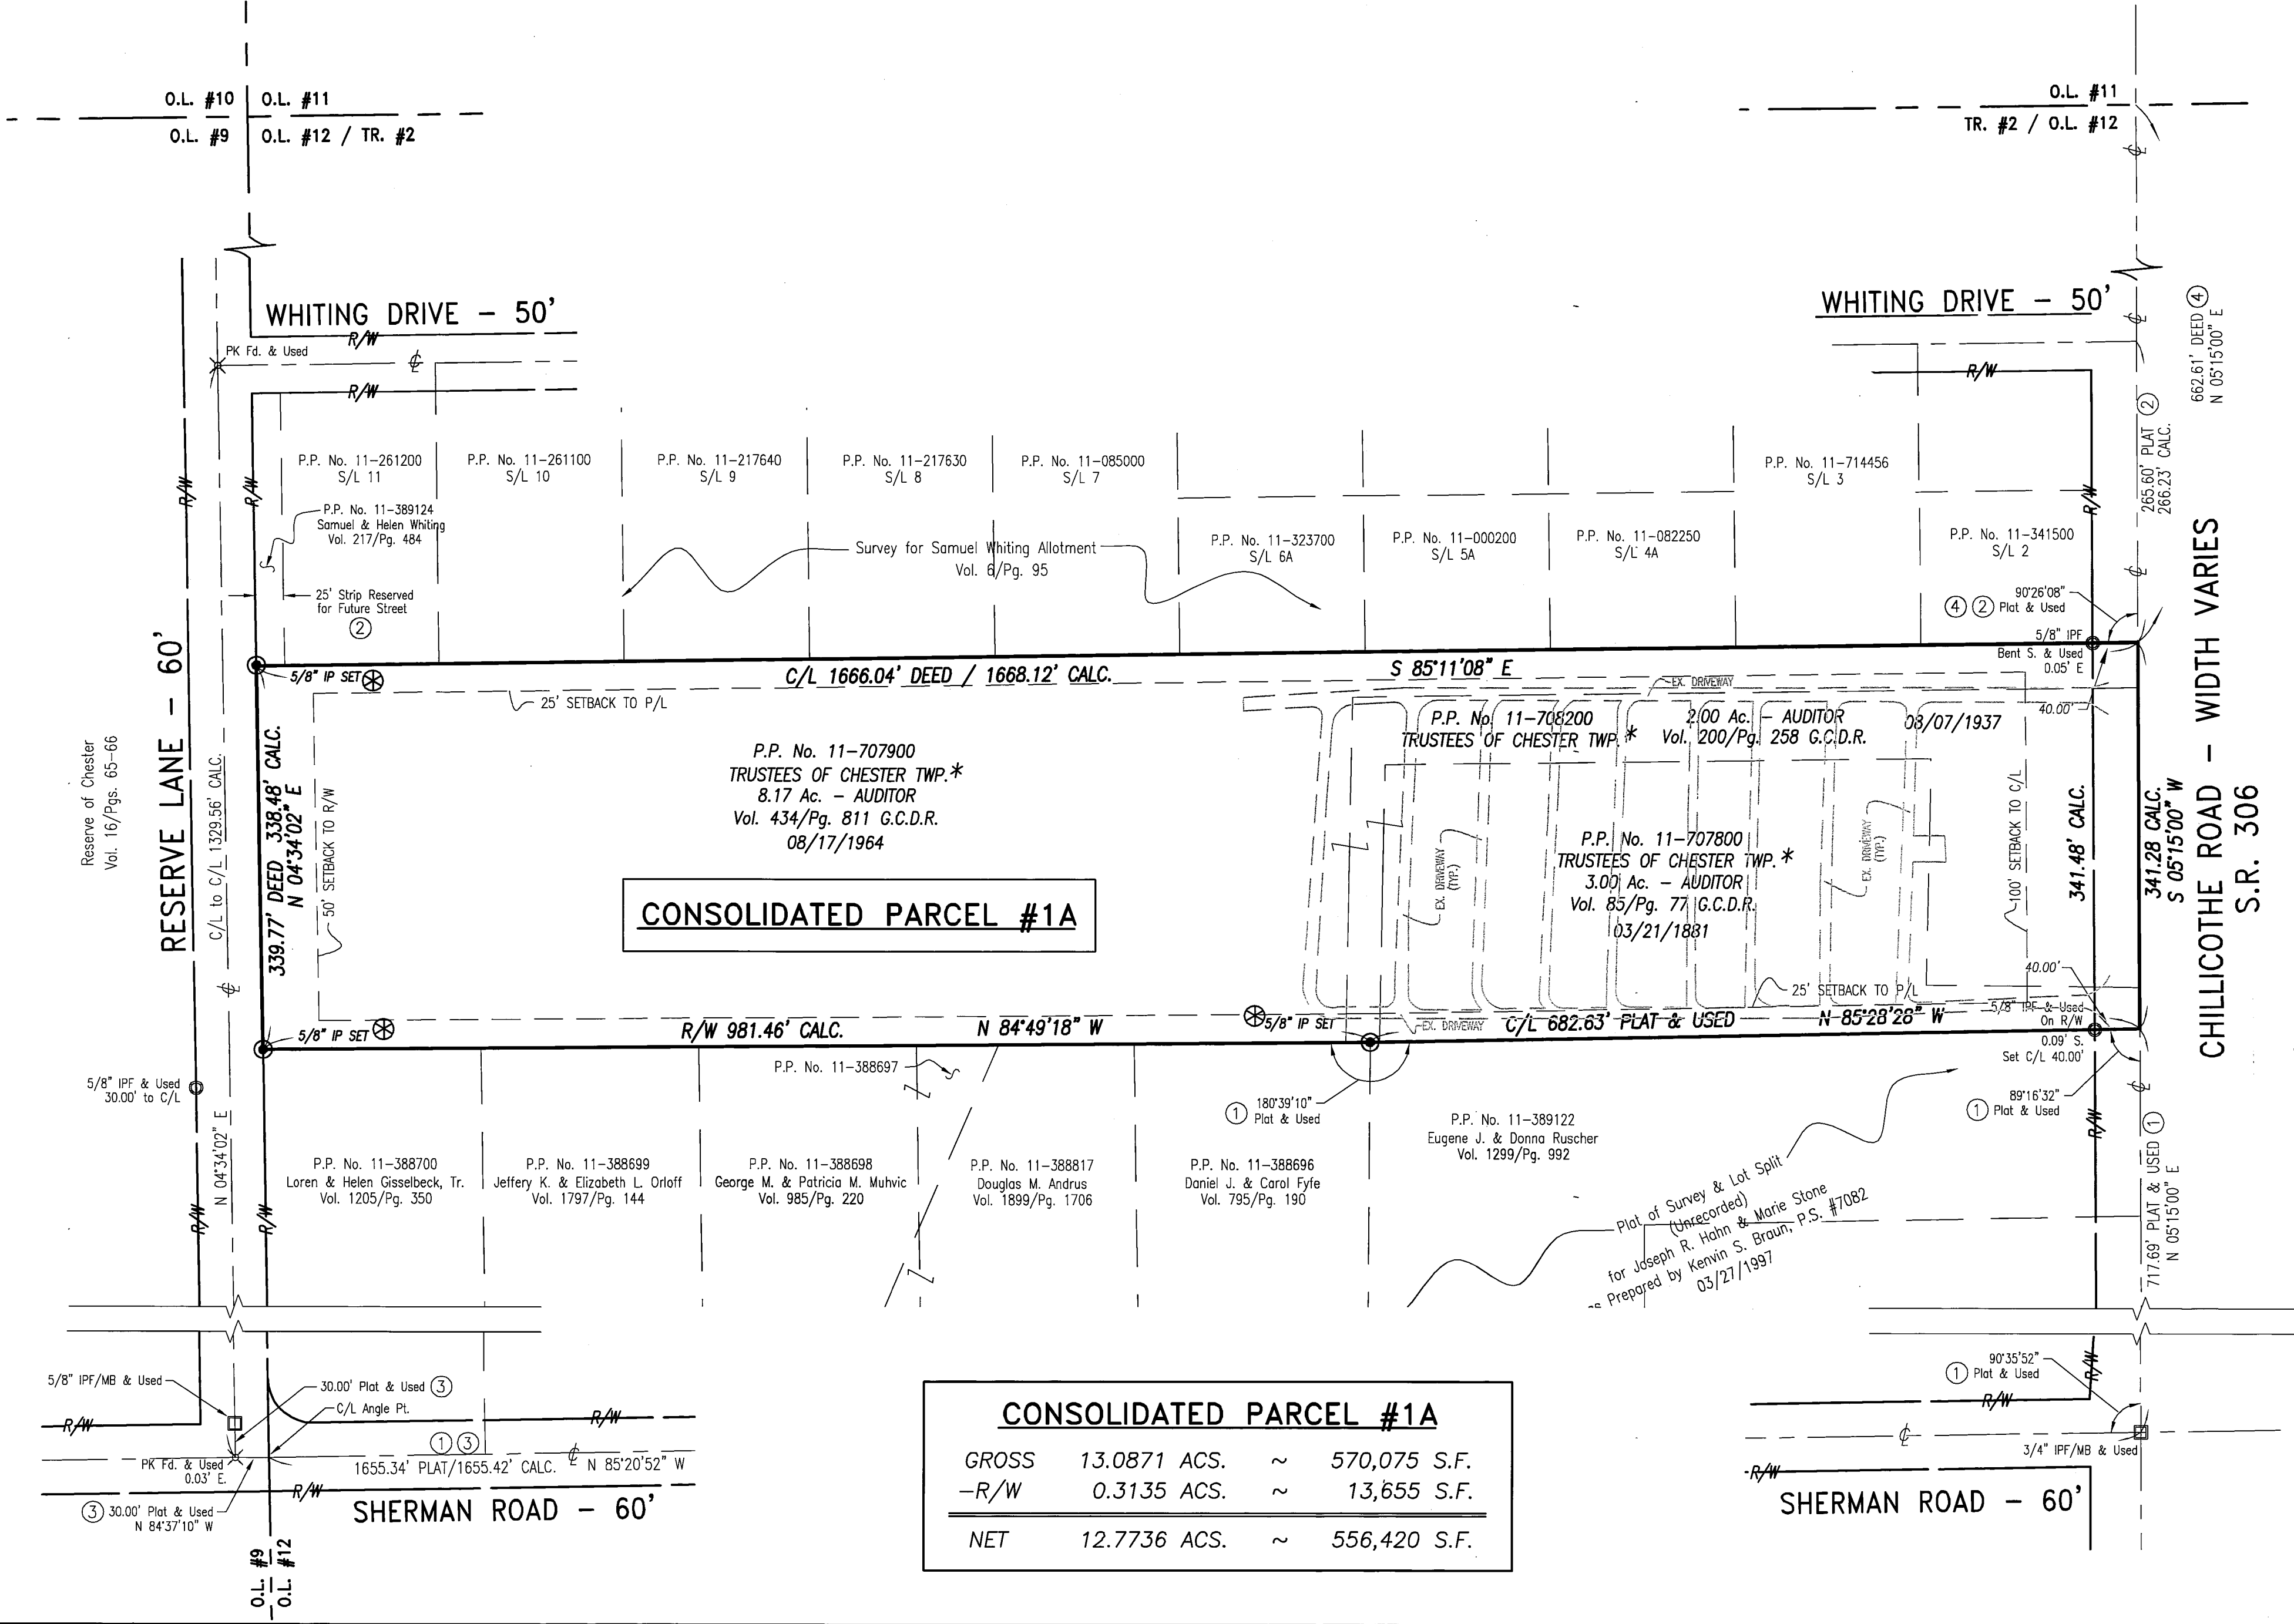 O.L. #10
O.L. #11
O.L. #9
O.L. #12 / TR. #2
O.L. #11
TR. #2 / O.L. #12
WHITING DRIVE – 50'
R/W
PK Fd. & Used
℄
R/W
WHITING DRIVE – 50'
R/W
℄
℄
662.61' DEED ④
N 05°15'00" E
265.60' PLAT ②
266.23' CALC.
℄
R/W
R/W
R/W
P.P. No. 11-261200
S/L 11
P.P. No. 11-261100
S/L 10
P.P. No. 11-217640
S/L 9
P.P. No. 11-217630
S/L 8
P.P. No. 11-085000
S/L 7
P.P. No. 11-714456
S/L 3
P.P. No. 11-389124
Samuel & Helen Whiting
Vol. 217/Pg. 484
Survey for Samuel Whiting Allotment
Vol. 6/Pg. 95
P.P. No. 11-323700
S/L 6A
P.P. No. 11-000200
S/L 5A
P.P. No. 11-082250
S/L 4A
P.P. No. 11-341500
S/L 2
25' Strip Reserved
for Future Street
②
90°26'08"
④ ② Plat & Used
5/8" IPF
Bent S. & Used
0.05' E
40.00'
5/8" IP SET
C/L 1666.04' DEED / 1668.12' CALC.
S 85°11'08" E
25' SETBACK TO P/L
EX. DRIVEWAY
Reserve of Chester
Vol. 16/Pgs. 65-66
RESERVE LANE – 60'
C/L to C/L 1329.56' CALC.
℄
339.77' DEED 338.48' CALC.
N 04°34'02" E
50' SETBACK TO R/W
P.P. No. 11-707900
TRUSTEES OF CHESTER TWP.*
8.17 Ac. – AUDITOR
Vol. 434/Pg. 811 G.C.D.R.
08/17/1964
CONSOLIDATED PARCEL #1A
P.P. No. 11-708200
TRUSTEES OF CHESTER TWP.*
2.00 Ac. – AUDITOR
Vol. 200/Pg. 258 G.C.D.R.
08/07/1937
EX. DRIVEWAY
(TYP.)
P.P. No. 11-707800
TRUSTEES OF CHESTER TWP.*
3.00 Ac. – AUDITOR
Vol. 85/Pg. 77 G.C.D.R.
03/21/1881
EX. DRIVEWAY
(TYP.)
100' SETBACK TO C/L
341.48' CALC.
341.28 CALC.
S 05°15'00" W
CHILLICOTHE ROAD – WIDTH VARIES
S.R. 306
25' SETBACK TO P/L
40.00'
5/8" IPF & Used
On R/W
0.09' S.
Set C/L 40.00'
5/8" IP SET
R/W 981.46' CALC.
N 84°49'18" W
5/8" IP SET
EX. DRIVEWAY
C/L 682.63' PLAT & USED
N 85°28'28" W
5/8" IPF & Used
30.00' to C/L
N 04°34'02" E
R/W
R/W
P.P. No. 11-388697
180°39'10"
① Plat & Used
89°16'32"
① Plat & Used
℄
R/W
P.P. No. 11-388700
Loren & Helen Gisselbeck, Tr.
Vol. 1205/Pg. 350
P.P. No. 11-388699
Jeffery K. & Elizabeth L. Orloff
Vol. 1797/Pg. 144
P.P. No. 11-388698
George M. & Patricia M. Muhvic
Vol. 985/Pg. 220
P.P. No. 11-388817
Douglas M. Andrus
Vol. 1899/Pg. 1706
P.P. No. 11-388696
Daniel J. & Carol Fyfe
Vol. 795/Pg. 190
P.P. No. 11-389122
Eugene J. & Donna Ruscher
Vol. 1299/Pg. 992
Plat of Survey & Lot Split
(Unrecorded)
for Joseph R. Hahn & Marie Stone
Prepared by Kenvin S. Braun, P.S. #7082
03/27/1997
717.69' PLAT & USED ①
N 05°15'00" E
5/8" IPF/MB & Used
30.00' Plat & Used ③
C/L Angle Pt.
R/W
R/W
① ③
PK Fd. & Used
0.03' E.
1655.34' PLAT/1655.42' CALC.
℄
N 85°20'52" W
R/W
③ 30.00' Plat & Used
N 84°37'10" W
SHERMAN ROAD – 60'
O.L. #9
O.L. #12
CONSOLIDATED PARCEL #1A
GROSS 13.0871 ACS. ~ 570,075 S.F.
–R/W 0.3135 ACS. ~ 13,655 S.F.
NET 12.7736 ACS. ~ 556,420 S.F.
90°35'52"
① Plat & Used
R/W
R/W
℄
3/4" IPF/MB & Used
R/W
SHERMAN ROAD – 60'